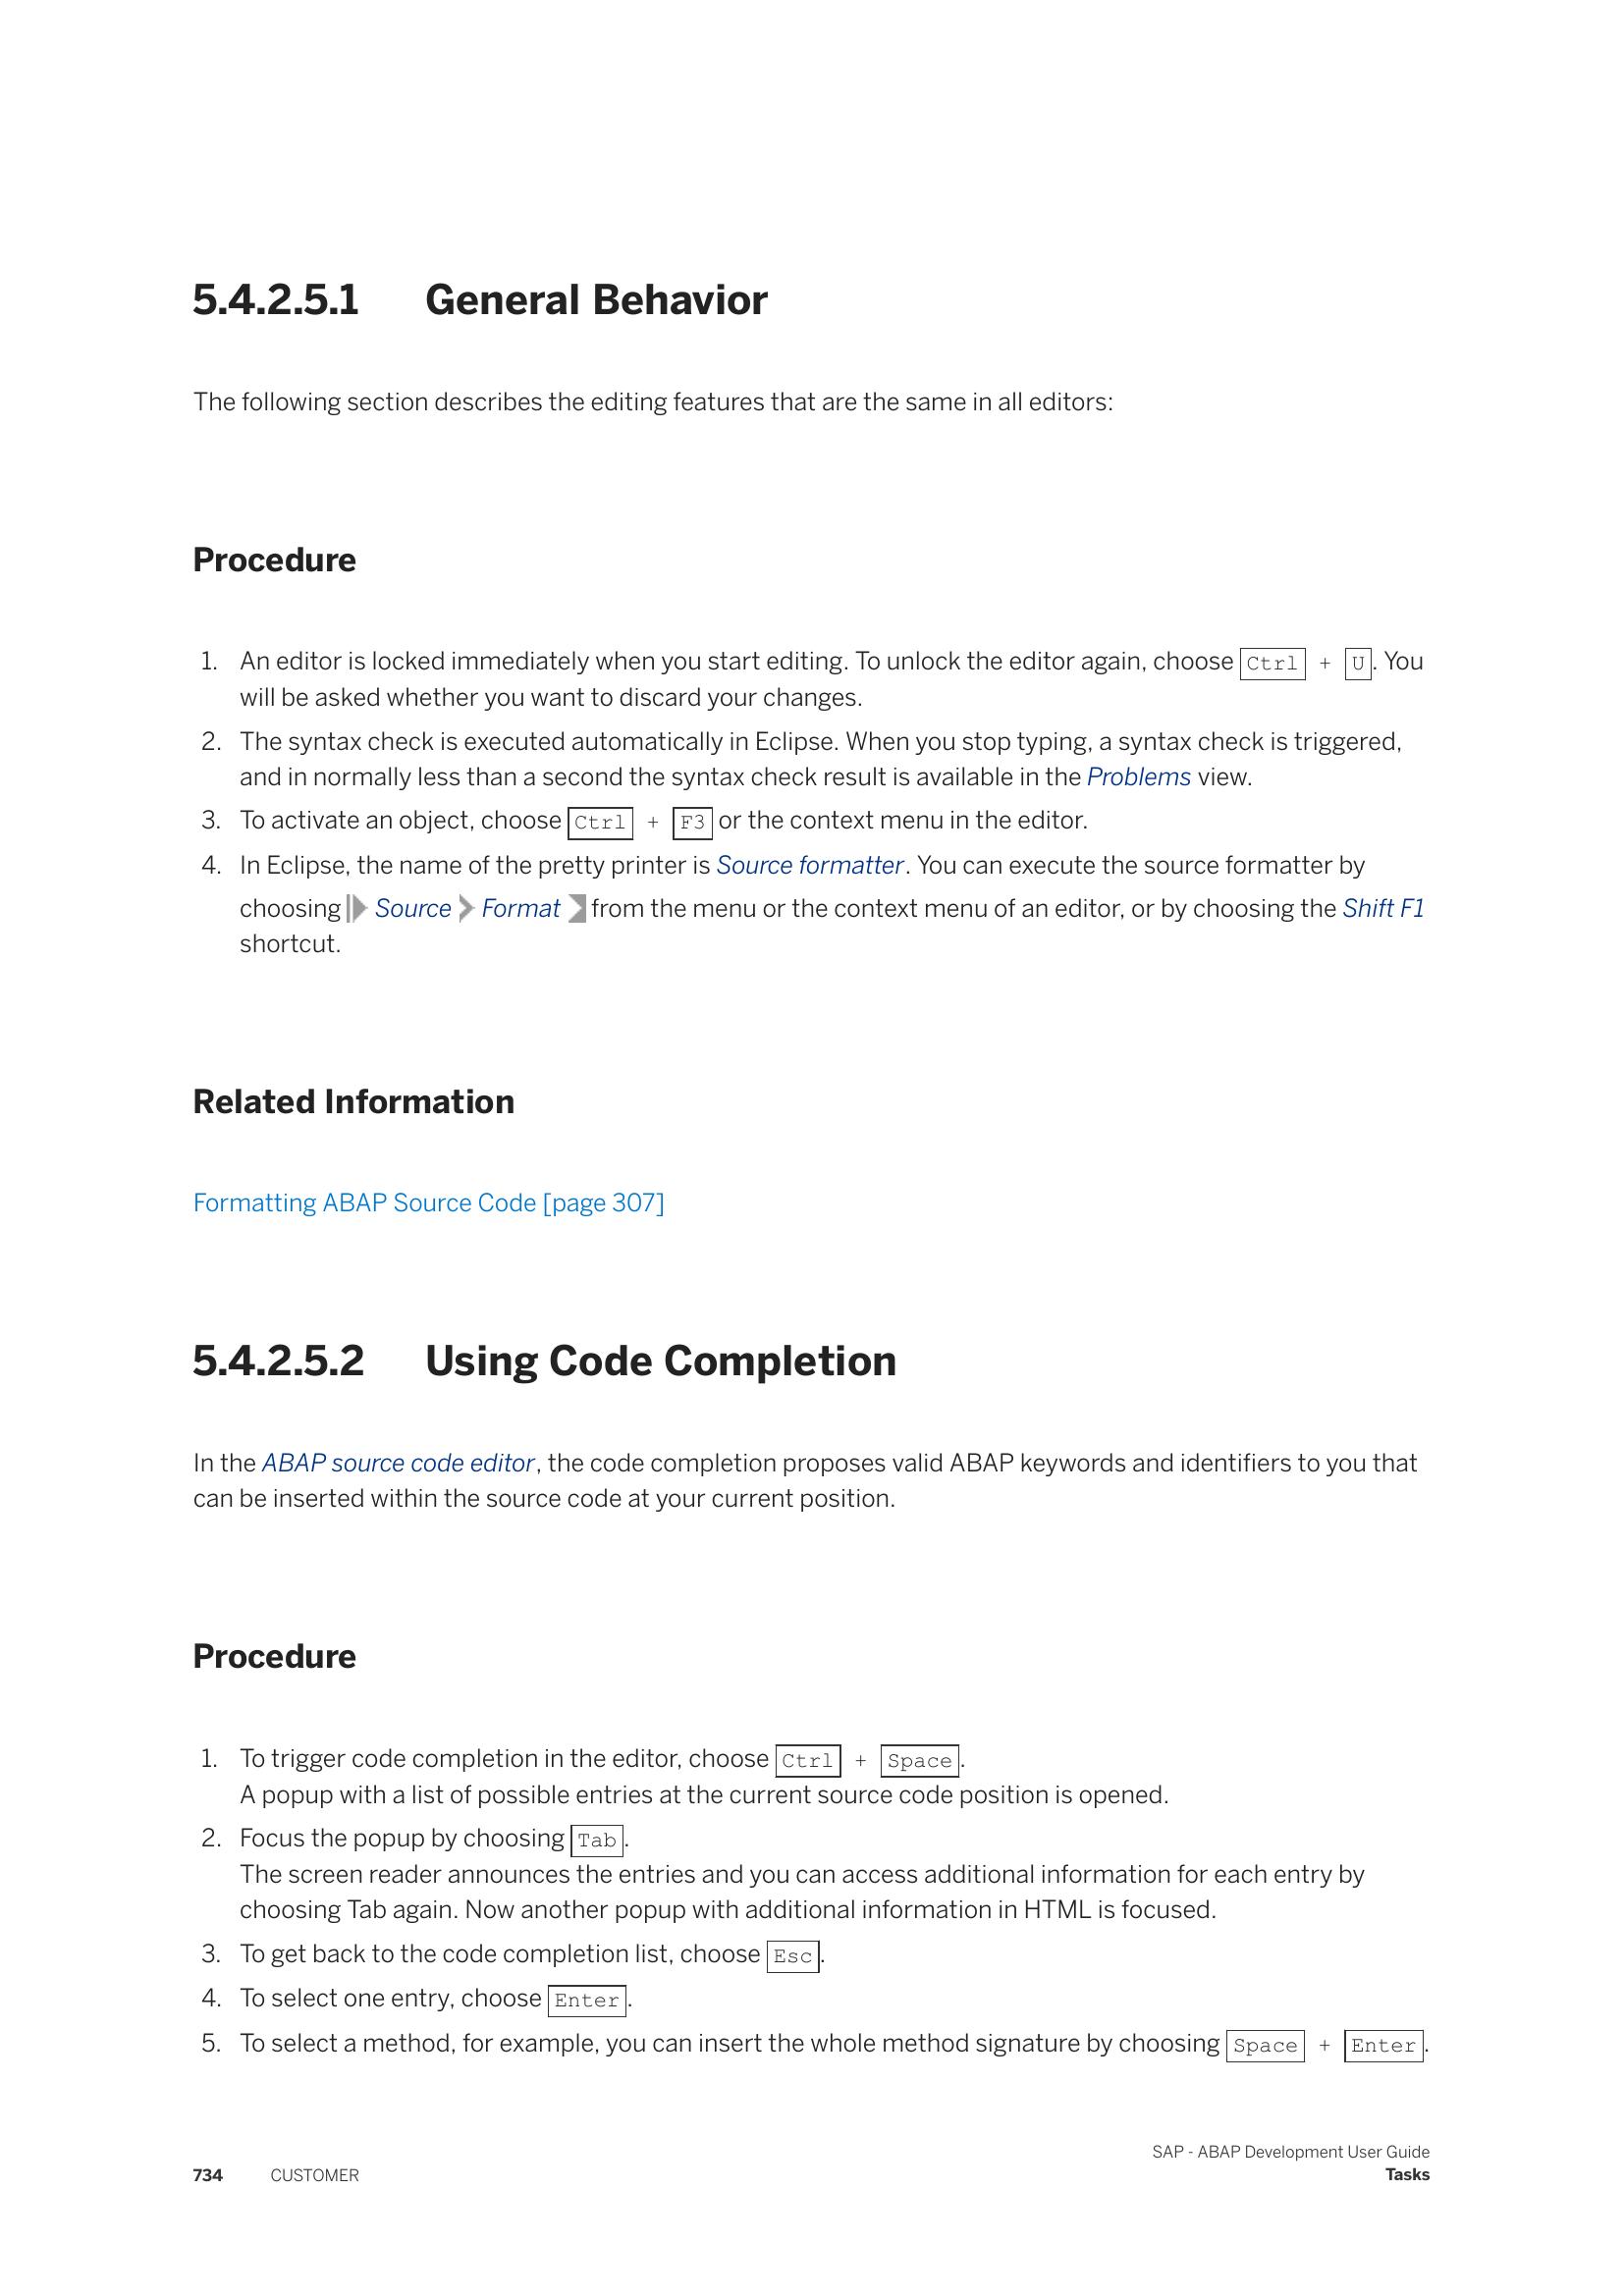 5.4.2.5.1 General Behavior
The following section describes the editing features that are the same in all editors:
Procedure
1. An editor is locked immediately when you start editing. To unlock the editor again, choose Ctrl + U. You
will be asked whether you want to discard your changes.
2. The syntax check is executed automatically in Eclipse. When you stop typing, a syntax check is triggered,
and in normally less than a second the syntax check result is available in the Problems view.
3. To activate an object, choose Ctrl + F3 or the context menu in the editor.
4. In Eclipse, the name of the pretty printer is Source formatter. You can execute the source formatter by
choosing Source Format from the menu or the context menu of an editor, or by choosing the Shift F1
shortcut.
Related Information
Formatting ABAP Source Code [page 307]
5.4.2.5.2 Using Code Completion
In the ABAP source code editor, the code completion proposes valid ABAP keywords and identifiers to you that
can be inserted within the source code at your current position.
Procedure
1. To trigger code completion in the editor, choose Ctrl + Space.
A popup with a list of possible entries at the current source code position is opened.
2. Focus the popup by choosing Tab.
The screen reader announces the entries and you can access additional information for each entry by
choosing Tab again. Now another popup with additional information in HTML is focused.
3. To get back to the code completion list, choose Esc.
4. To select one entry, choose Enter.
5. To select a method, for example, you can insert the whole method signature by choosing Space + Enter.
SAP - ABAP Development User Guide
734 CUSTOMER Tasks